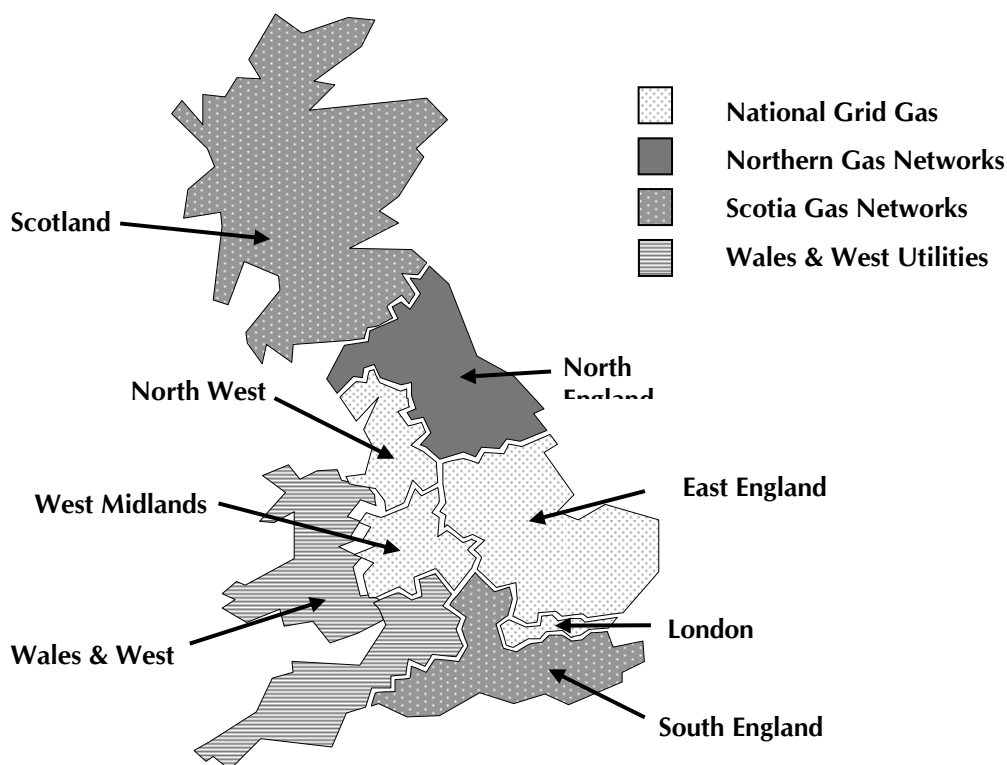 National Grid Gas
Northern Gas Networks
Scotia Gas Networks
Wales & West Utilities
Scotland
North West
North
England
West Midlands
East England
Wales & West
London
South England